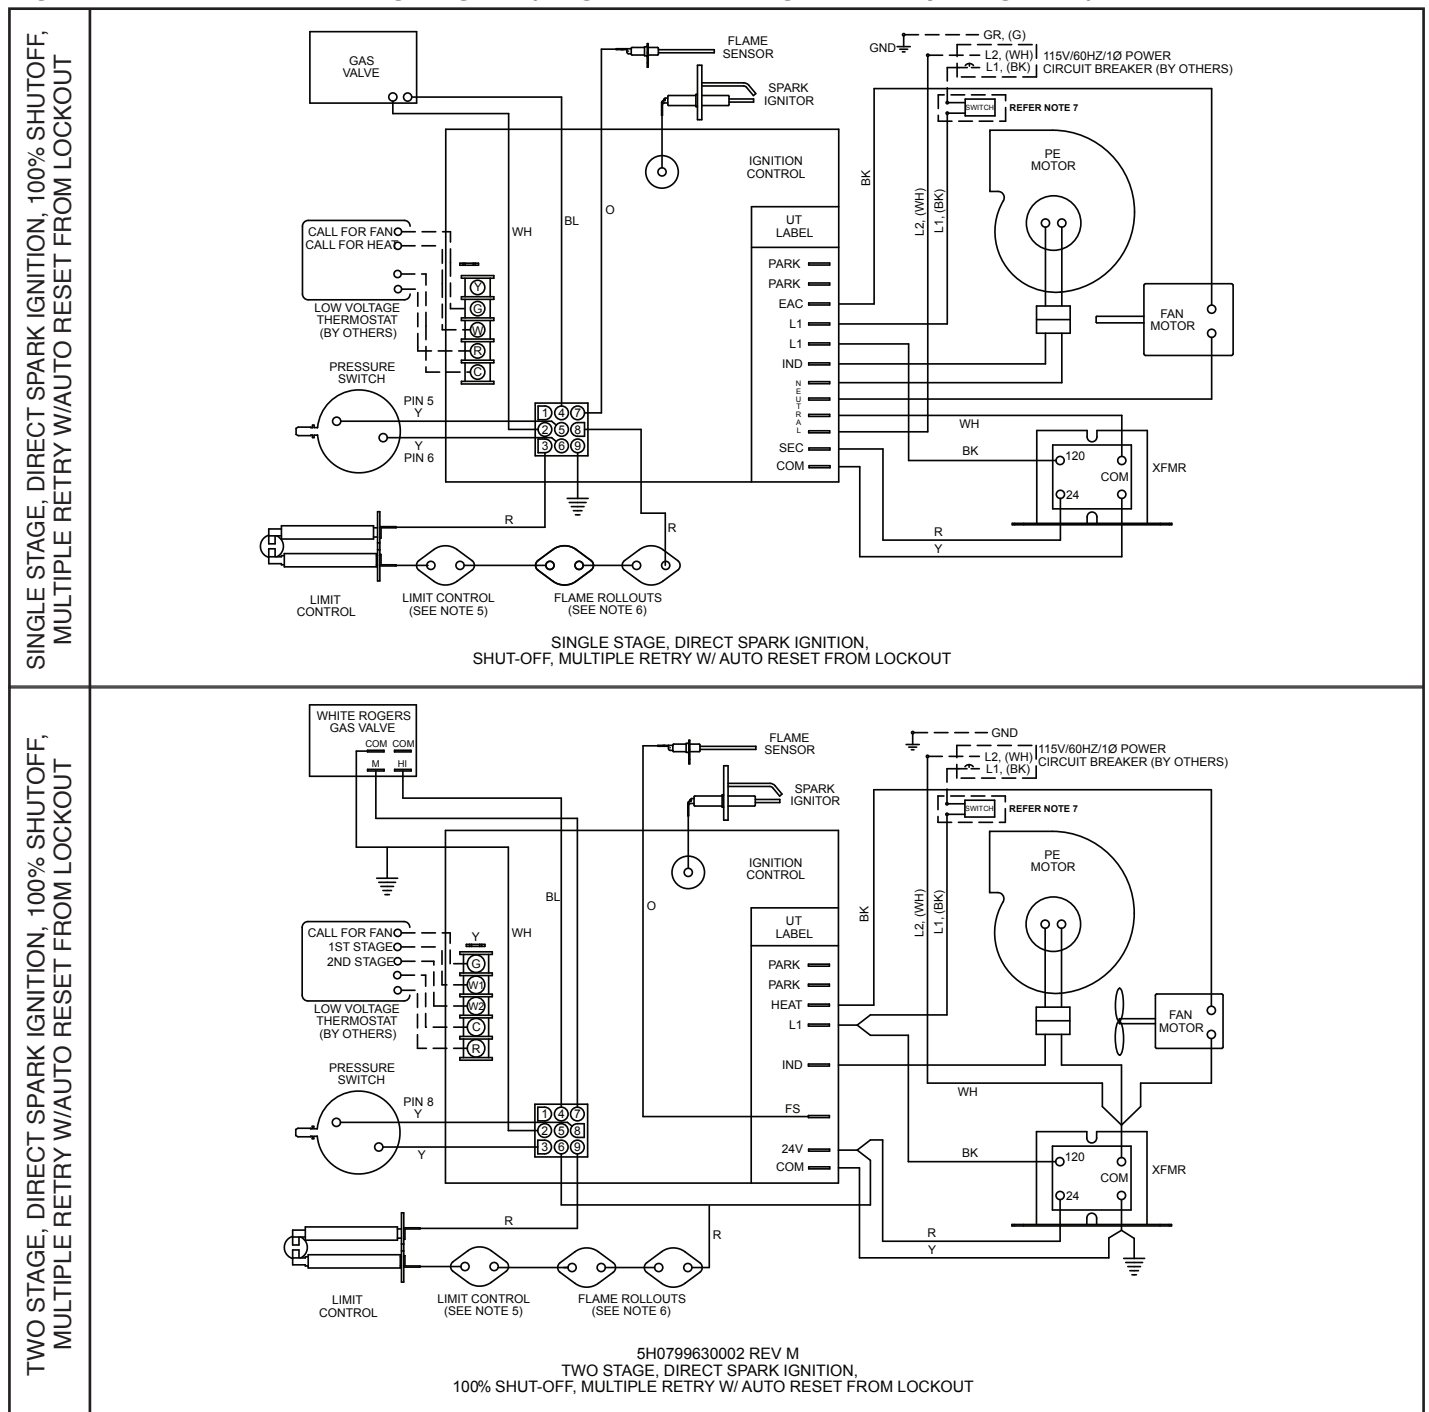 SINGLE STAGE, DIRECT SPARK IGNITION, 100% SHUTOFF,
MULTIPLE RETRY W/AUTO RESET FROM LOCKOUT
GAS
VALVE
FLAME
SENSOR
SPARK
IGNITOR
GND
GR, (G)
L2, (WH)
L1, (BK)
115V/60HZ/1Ø POWER
CIRCUIT BREAKER (BY OTHERS)
SWITCH
REFER NOTE 7
IGNITION
CONTROL
PE
MOTOR
BK
L2, (WH)
L1, (BK)
O
BL
WH
UT
LABEL
CALL FOR FAN
CALL FOR HEAT
LOW VOLTAGE
THERMOSTAT
(BY OTHERS)
Y
G
W
R
C
PARK
PARK
EAC
L1
L1
IND
NEUTRAL
SEC
COM
FAN
MOTOR
PRESSURE
SWITCH
PIN 5
Y
Y
PIN 6
1 4 7
2 5 8
3 6 9
WH
BK
120
COM
24
XFMR
R
Y
R
R
LIMIT
CONTROL
LIMIT CONTROL
(SEE NOTE 5)
FLAME ROLLOUTS
(SEE NOTE 6)
SINGLE STAGE, DIRECT SPARK IGNITION,
SHUT-OFF, MULTIPLE RETRY W/ AUTO RESET FROM LOCKOUT
TWO STAGE, DIRECT SPARK IGNITION, 100% SHUTOFF,
MULTIPLE RETRY W/AUTO RESET FROM LOCKOUT
WHITE ROGERS
GAS VALVE
COM COM
M HI
FLAME
SENSOR
SPARK
IGNITOR
GND
L2, (WH)
L1, (BK)
115V/60HZ/1Ø POWER
CIRCUIT BREAKER (BY OTHERS)
SWITCH
REFER NOTE 7
IGNITION
CONTROL
PE
MOTOR
BK
L2, (WH)
L1, (BK)
BL
O
WH
UT
LABEL
CALL FOR FAN
1ST STAGE
2ND STAGE
LOW VOLTAGE
THERMOSTAT
(BY OTHERS)
Y
G
W1
W2
C
R
PARK
PARK
HEAT
L1
IND
FS
24V
COM
FAN
MOTOR
PRESSURE
SWITCH
PIN 8
Y
Y
1 4 7
2 5 8
3 6 9
WH
BK
120
COM
24
XFMR
R
Y
R
R
LIMIT
CONTROL
LIMIT CONTROL
(SEE NOTE 5)
FLAME ROLLOUTS
(SEE NOTE 6)
5H0799630002 REV M
TWO STAGE, DIRECT SPARK IGNITION,
100% SHUT-OFF, MULTIPLE RETRY W/ AUTO RESET FROM LOCKOUT